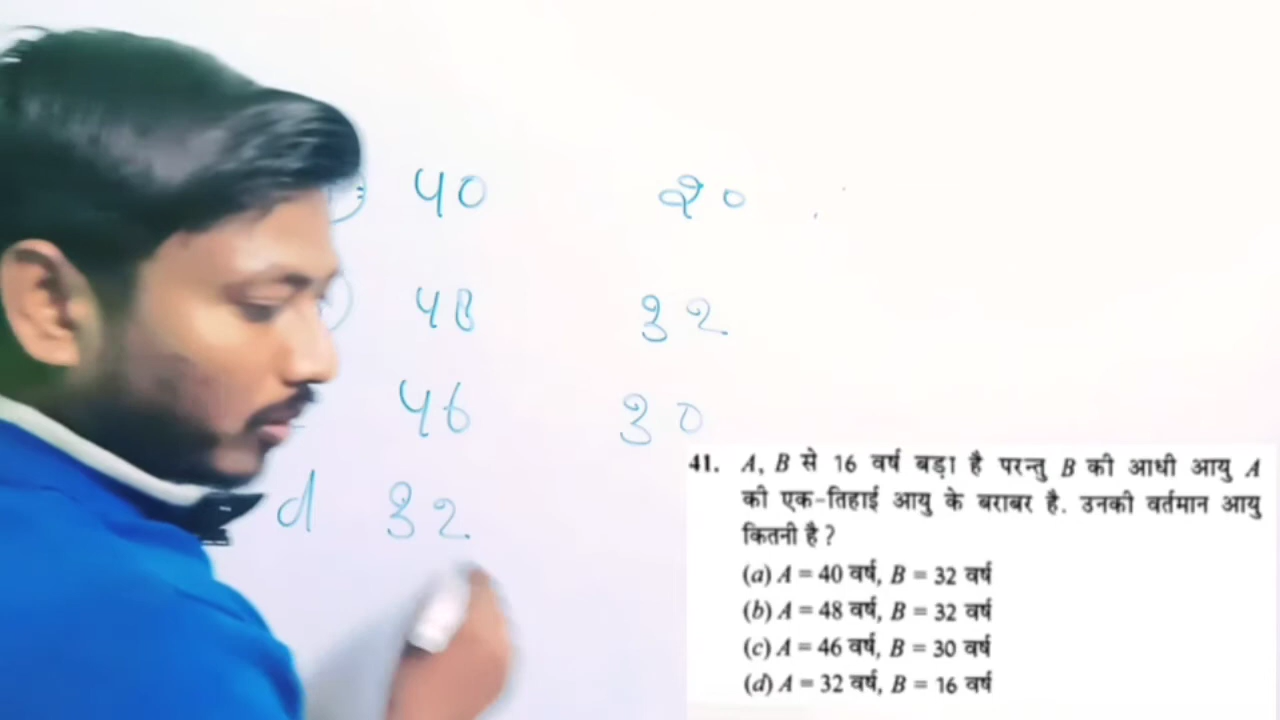 40 20
48 32
46 30
d 32
41. A, B से 16 वर्ष बड़ा है परन्तु B की आधी आयु A
की एक-तिहाई आयु के बराबर है. उनकी वर्तमान आयु
कितनी है ?
(a) A = 40 वर्ष, B = 32 वर्ष
(b) A = 48 वर्ष, B = 32 वर्ष
(c) A = 46 वर्ष, B = 30 वर्ष
(d) A = 32 वर्ष, B = 16 वर्ष